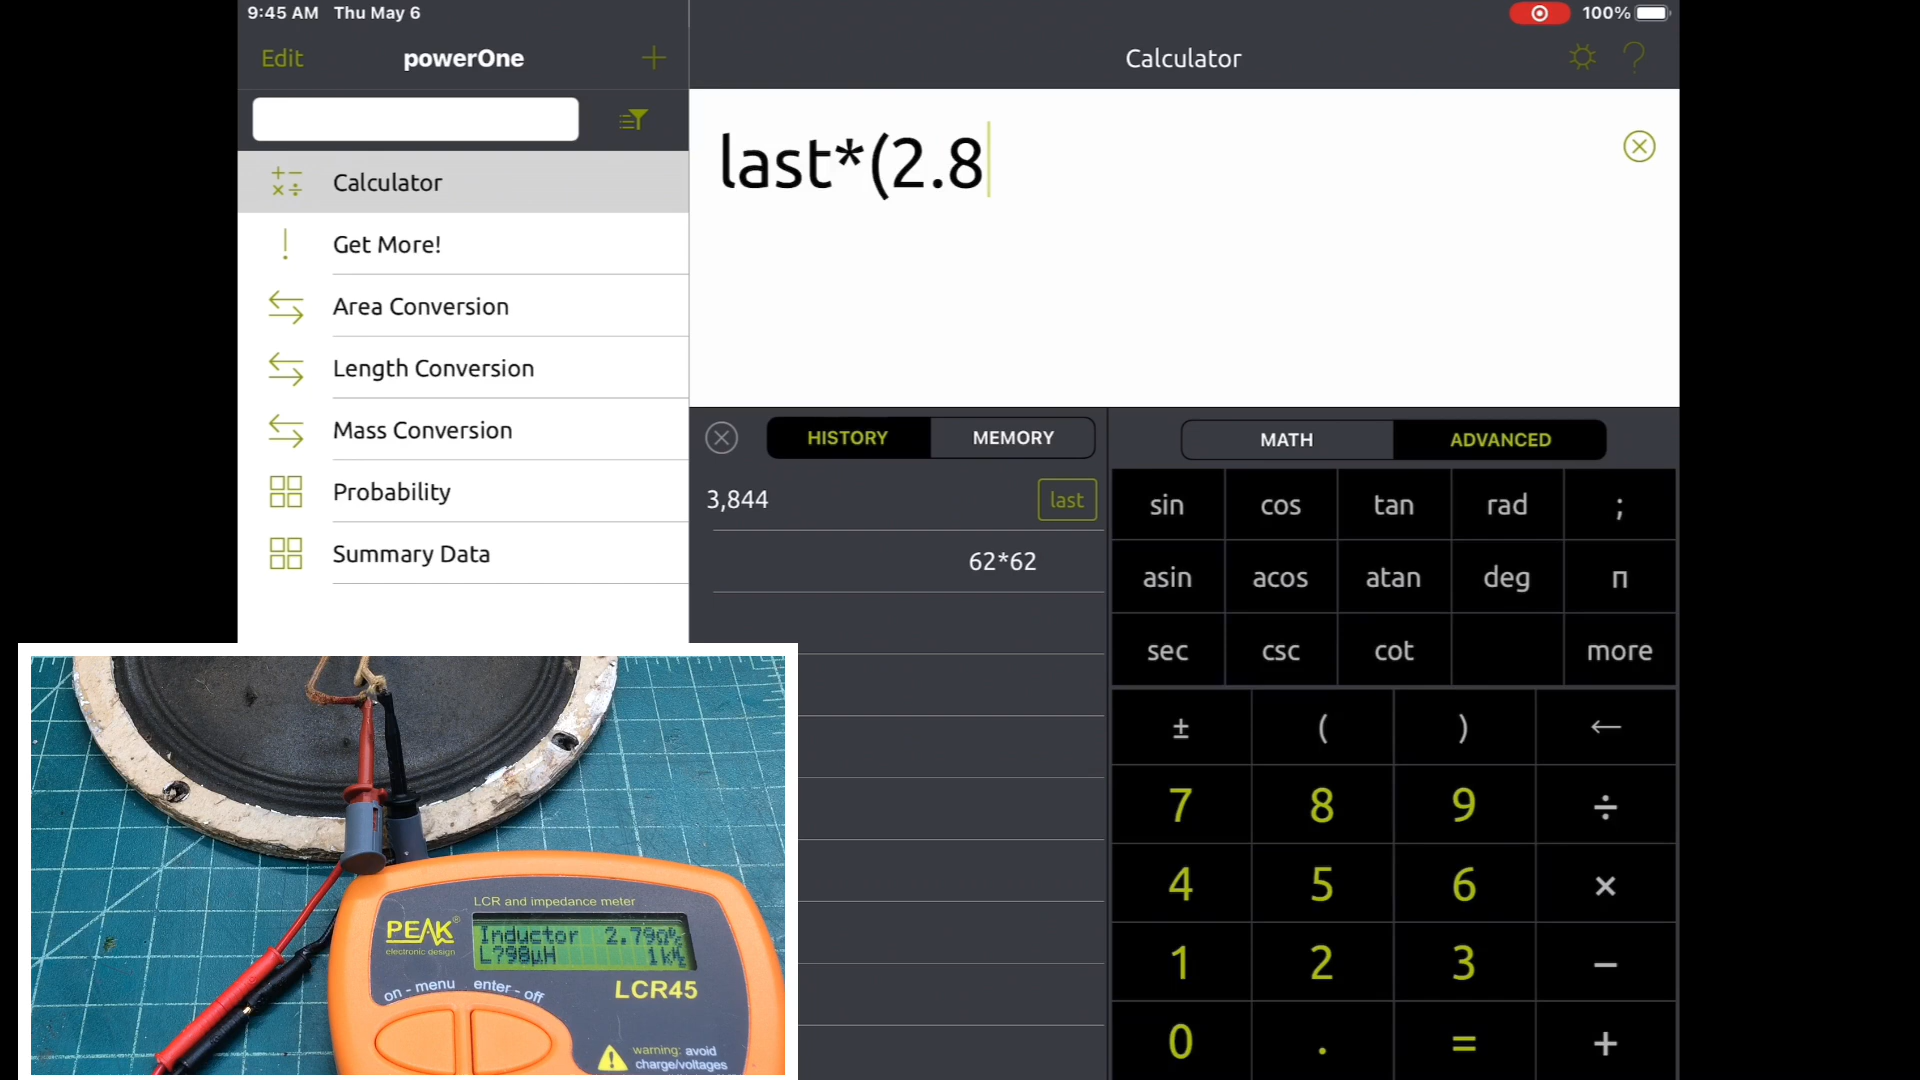 9:45 AM Thu May 6
100%
Edit
powerOne
Calculator
?
Calculator
Get More!
Area Conversion
Length Conversion
Mass Conversion
Probability
Summary Data
last*(2.8
HISTORY
MEMORY
3,844
last
62*62
MATH
ADVANCED
sin cos tan rad ;
asin acos atan deg π
sec csc cot more
± ( ) ←
7 8 9 ÷
4 5 6 ×
1 2 3 −
0 . = +
LCR and impedance meter
PEAK®
electronic design
Inductor 2.79Ω
L798µH 1k
LCR45
on - menu enter - off
warning: avoid
charge/voltages